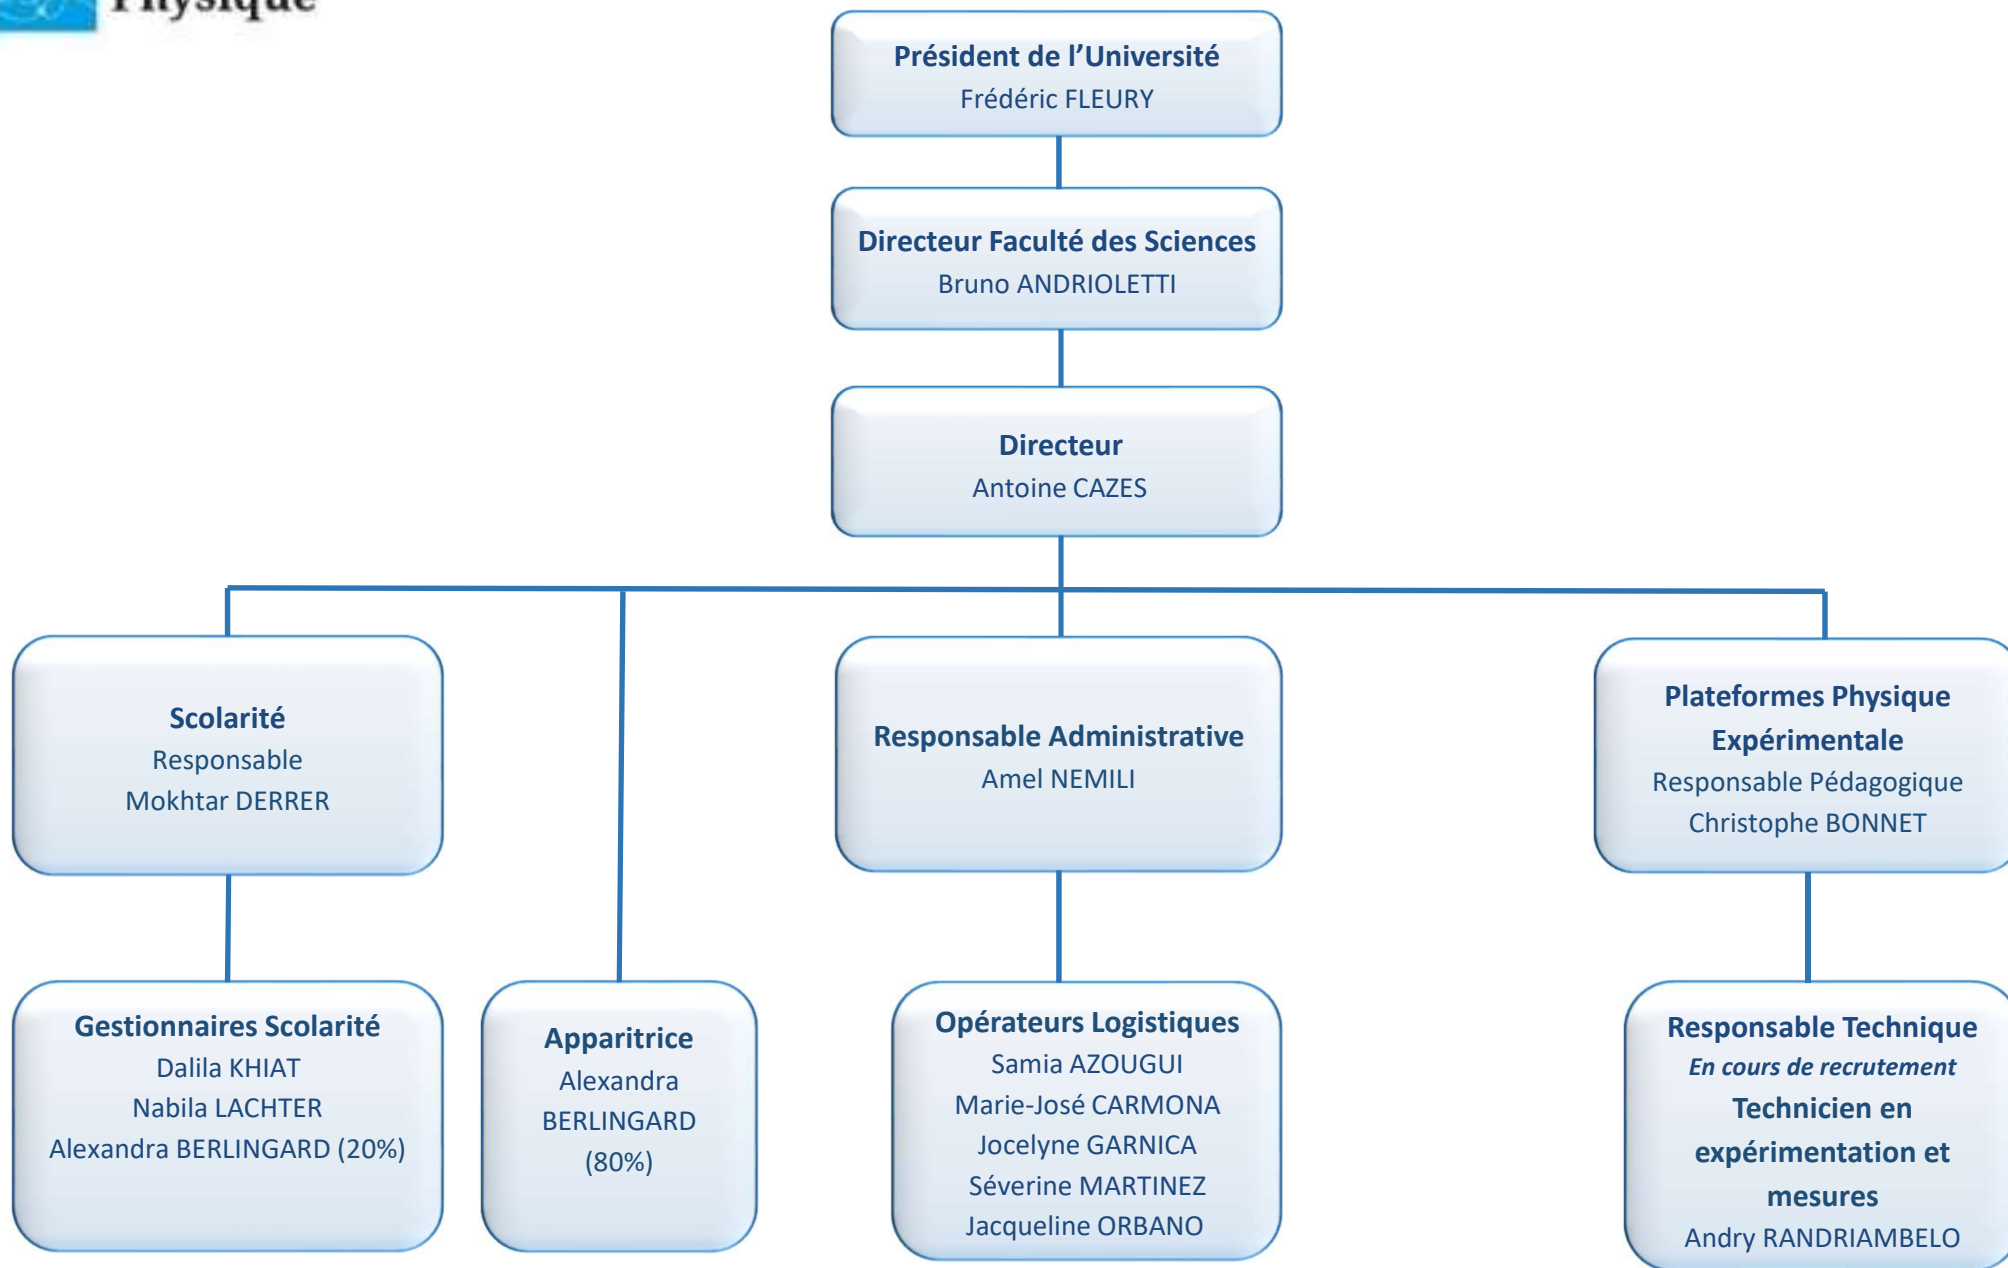 Physique
Président de l’Université
Frédéric FLEURY
Directeur Faculté des Sciences
Bruno ANDRIOLETTI
Directeur
Antoine CAZES
Scolarité
Responsable
Mokhtar DERRER
Responsable Administrative
Amel NEMILI
Plateformes Physique
Expérimentale
Responsable Pédagogique
Christophe BONNET
Gestionnaires Scolarité
Dalila KHIAT
Nabila LACHTER
Alexandra BERLINGARD (20%)
Apparitrice
Alexandra
BERLINGARD
(80%)
Opérateurs Logistiques
Samia AZOUGUI
Marie-José CARMONA
Jocelyne GARNICA
Séverine MARTINEZ
Jacqueline ORBANO
Responsable Technique
En cours de recrutement
Technicien en
expérimentation et
mesures
Andry RANDRIAMBELO